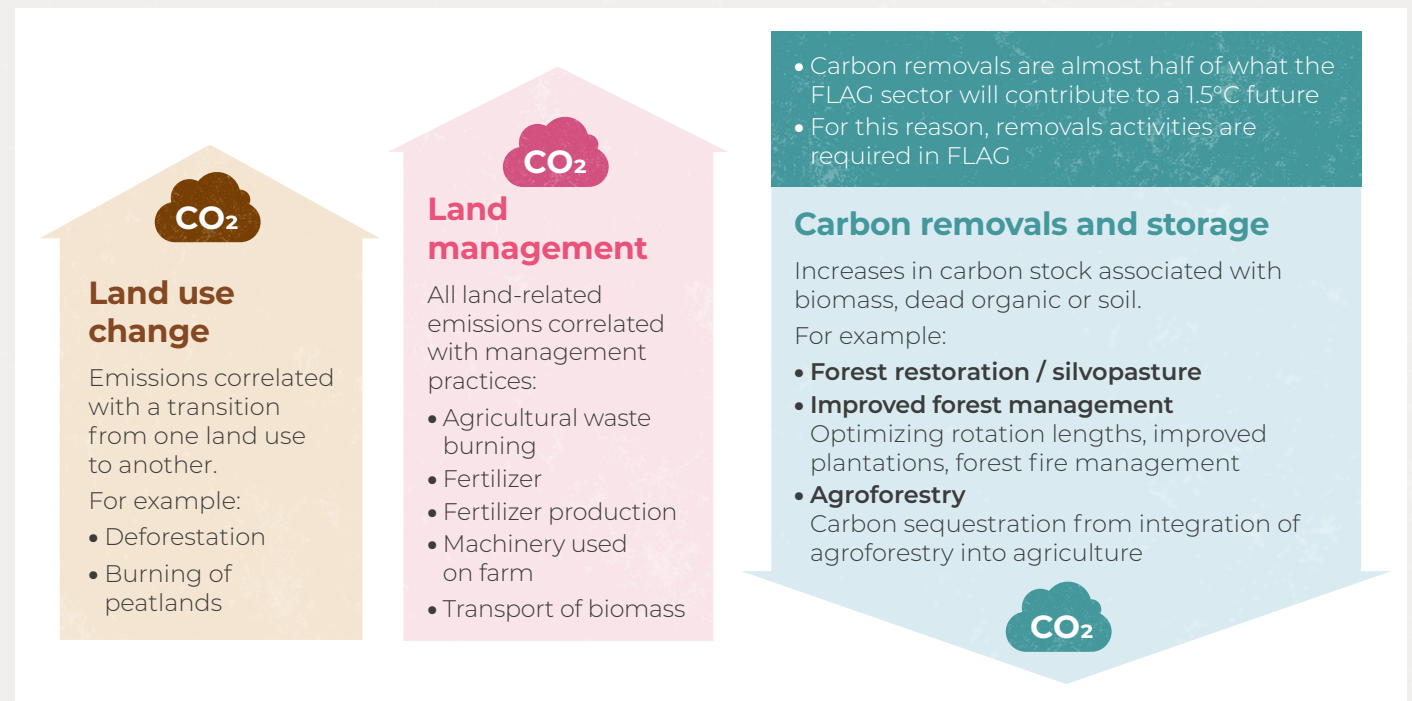 CO₂
Land use
change
Emissions correlated
with a transition
from one land use
to another.
For example:
• Deforestation
• Burning of
peatlands
CO₂
Land
management
All land-related
emissions correlated
with management
practices:
• Agricultural waste
burning
• Fertilizer
• Fertilizer production
• Machinery used
on farm
• Transport of biomass
• Carbon removals are almost half of what the
FLAG sector will contribute to a 1.5°C future
• For this reason, removals activities are
required in FLAG
Carbon removals and storage
Increases in carbon stock associated with
biomass, dead organic or soil.
For example:
• Forest restoration / silvopasture
• Improved forest management
Optimizing rotation lengths, improved
plantations, forest fire management
• Agroforestry
Carbon sequestration from integration of
agroforestry into agriculture
CO₂